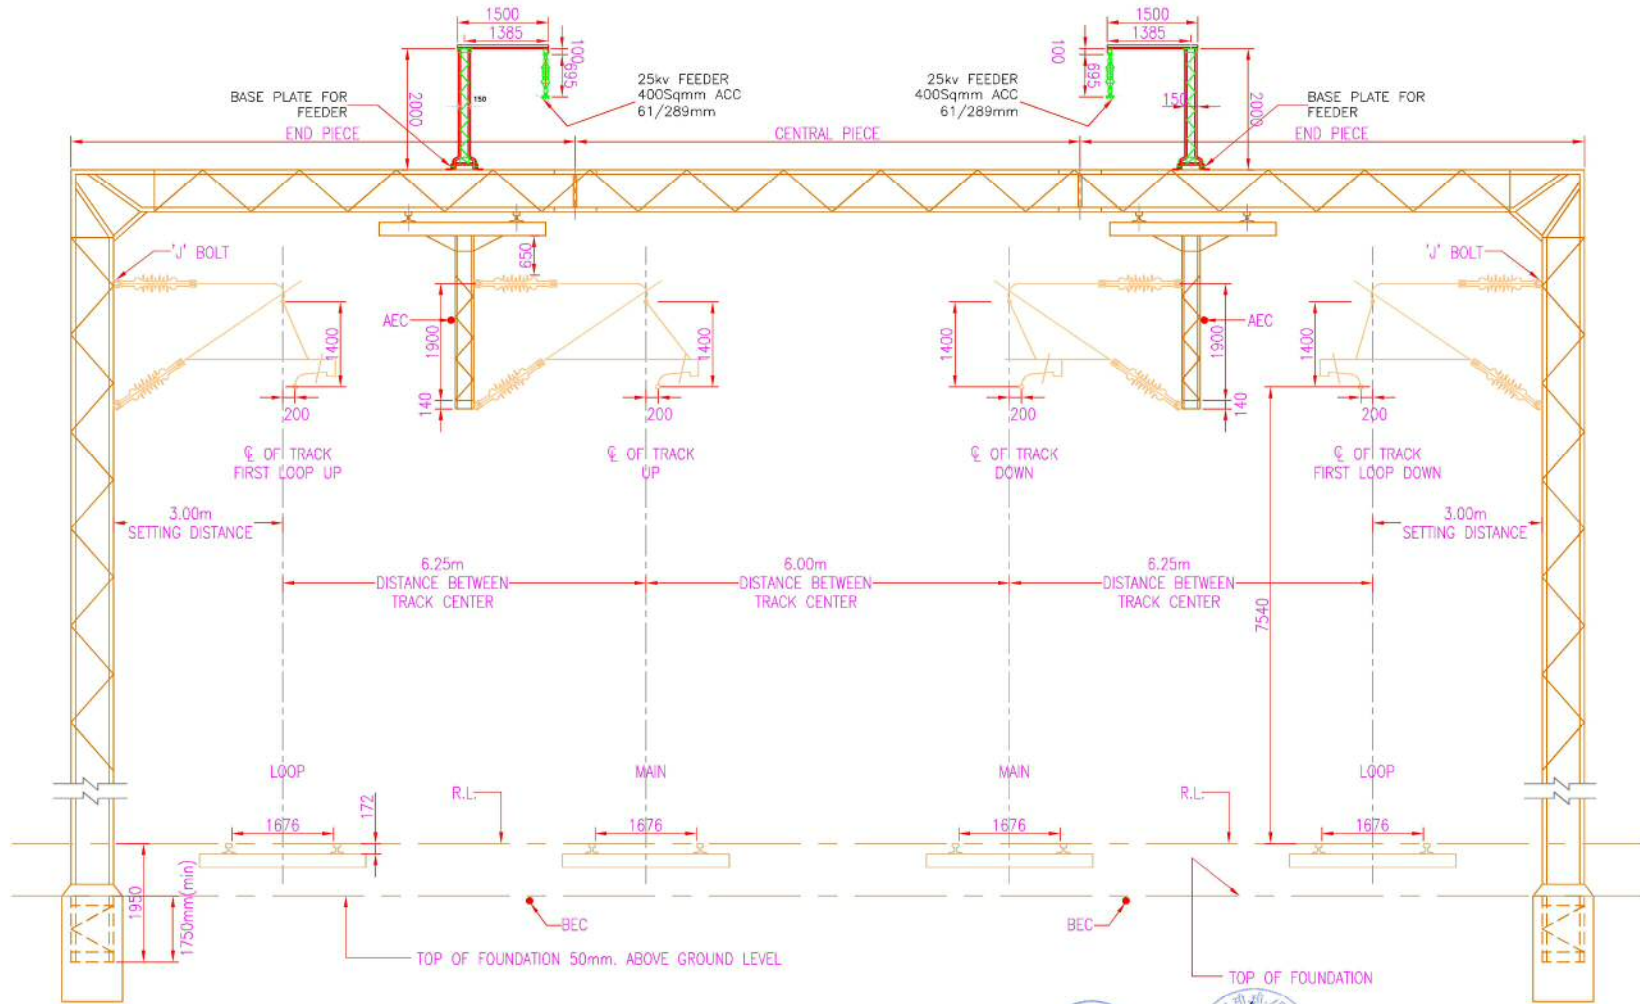 1500
1385
100
695
2000
150
BASE PLATE FOR
FEEDER
25kv FEEDER
400Sqmm ACC
61/289mm
1500
1385
100
695
2000
150
25kv FEEDER
400Sqmm ACC
61/289mm
BASE PLATE FOR
FEEDER
END PIECE
CENTRAL PIECE
END PIECE
'J' BOLT
650
'J' BOLT
AEC
1400
1900
1400
1400
1900
AEC
1400
140
140
200
200
200
200
℄ OF TRACK
FIRST LOOP UP
℄ OF TRACK
UP
℄ OF TRACK
DOWN
℄ OF TRACK
FIRST LOOP DOWN
3.00m
SETTING DISTANCE
3.00m
SETTING DISTANCE
6.25m
DISTANCE BETWEEN
TRACK CENTER
6.00m
DISTANCE BETWEEN
TRACK CENTER
6.25m
DISTANCE BETWEEN
TRACK CENTER
7540
LOOP
MAIN
MAIN
LOOP
R.L.
R.L.
172
1676
1676
1676
1676
1950
1750mm(min)
BEC
BEC
TOP OF FOUNDATION 50mm. ABOVE GROUND LEVEL
TOP OF FOUNDATION